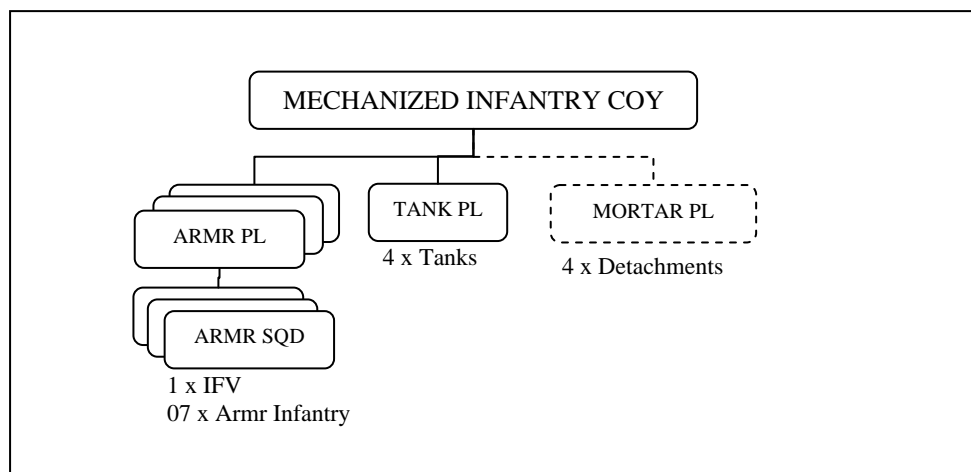 MECHANIZED INFANTRY COY
ARMR PL
TANK PL
MORTAR PL
4 x Tanks
4 x Detachments
ARMR SQD
1 x IFV
07 x Armr Infantry